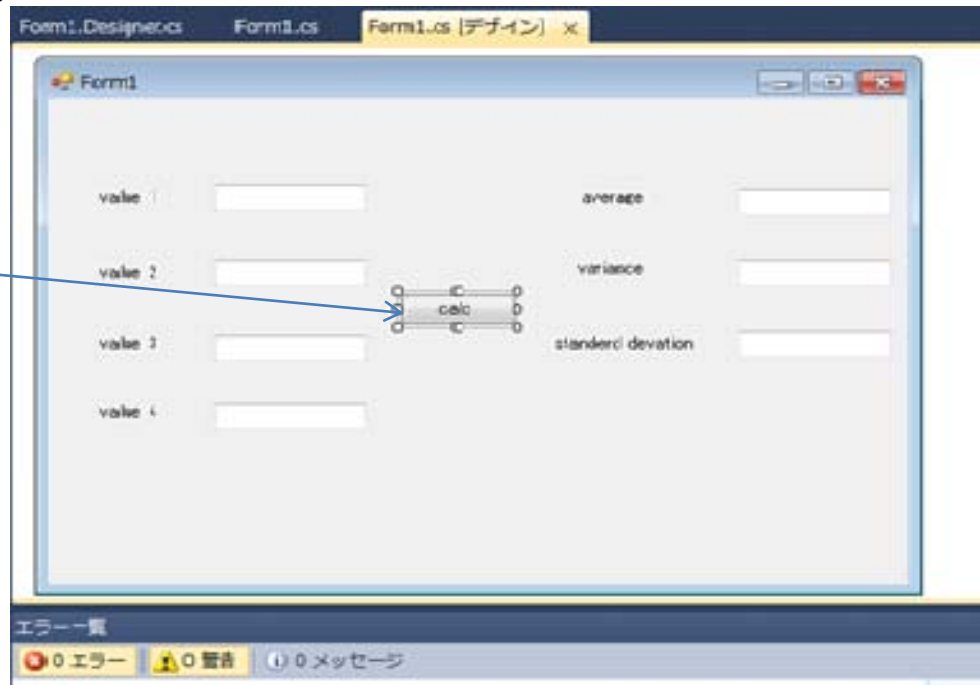 Form1.Designer.cs Form1.cs Form1.cs [デザイン] ×
Form1
value 1
average
value 2
variance
calc
value 3
standerd devation
value 4
エラー一覧
0 エラー 0 警告 0 メッセージ